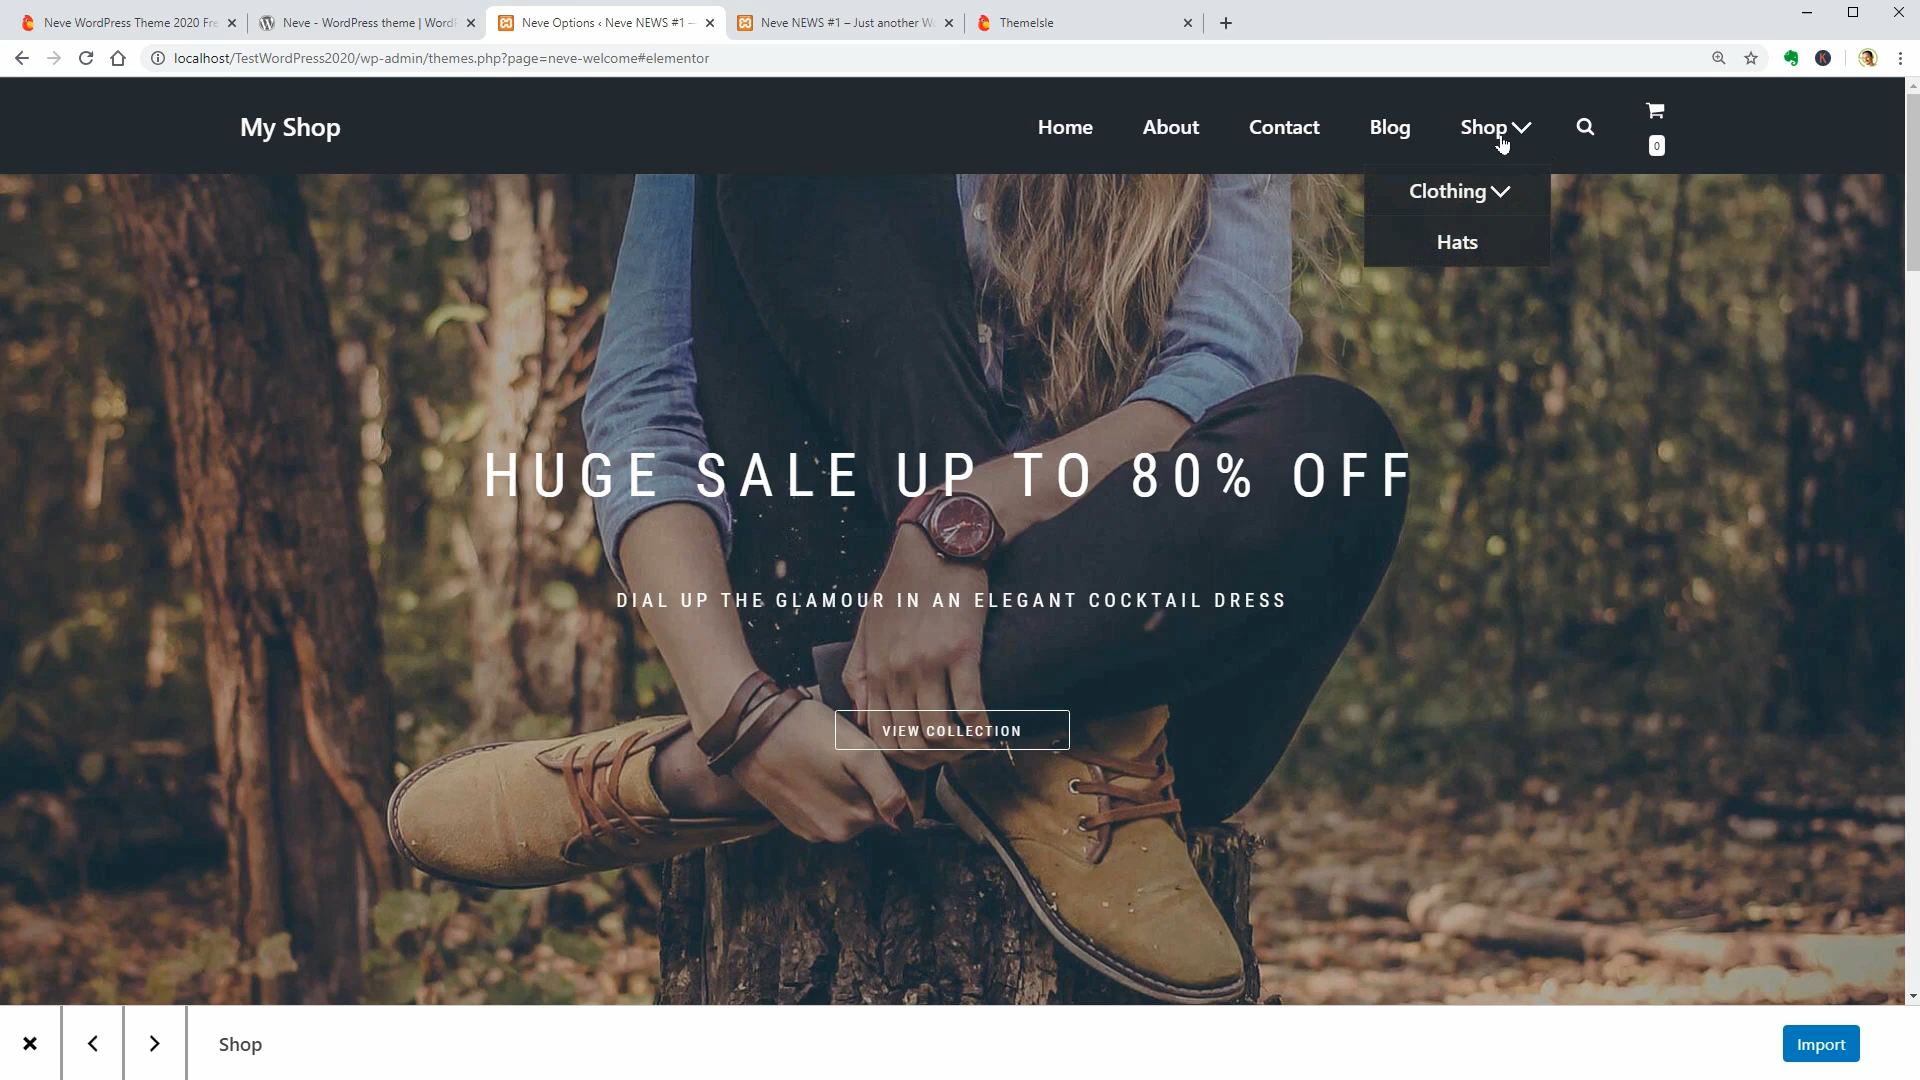 Neve WordPress Theme 2020 Fre
Neve - WordPress theme | WordP
Neve Options ‹ Neve NEWS #1 —
Neve NEWS #1 – Just another W
ThemeIsle
localhost/TestWordPress2020/wp-admin/themes.php?page=neve-welcome#elementor
My Shop
Home
About
Contact
Blog
Shop
0
Clothing
Hats
HUGE SALE UP TO 80% OFF
DIAL UP THE GLAMOUR IN AN ELEGANT COCKTAIL DRESS
VIEW COLLECTION
Shop
Import